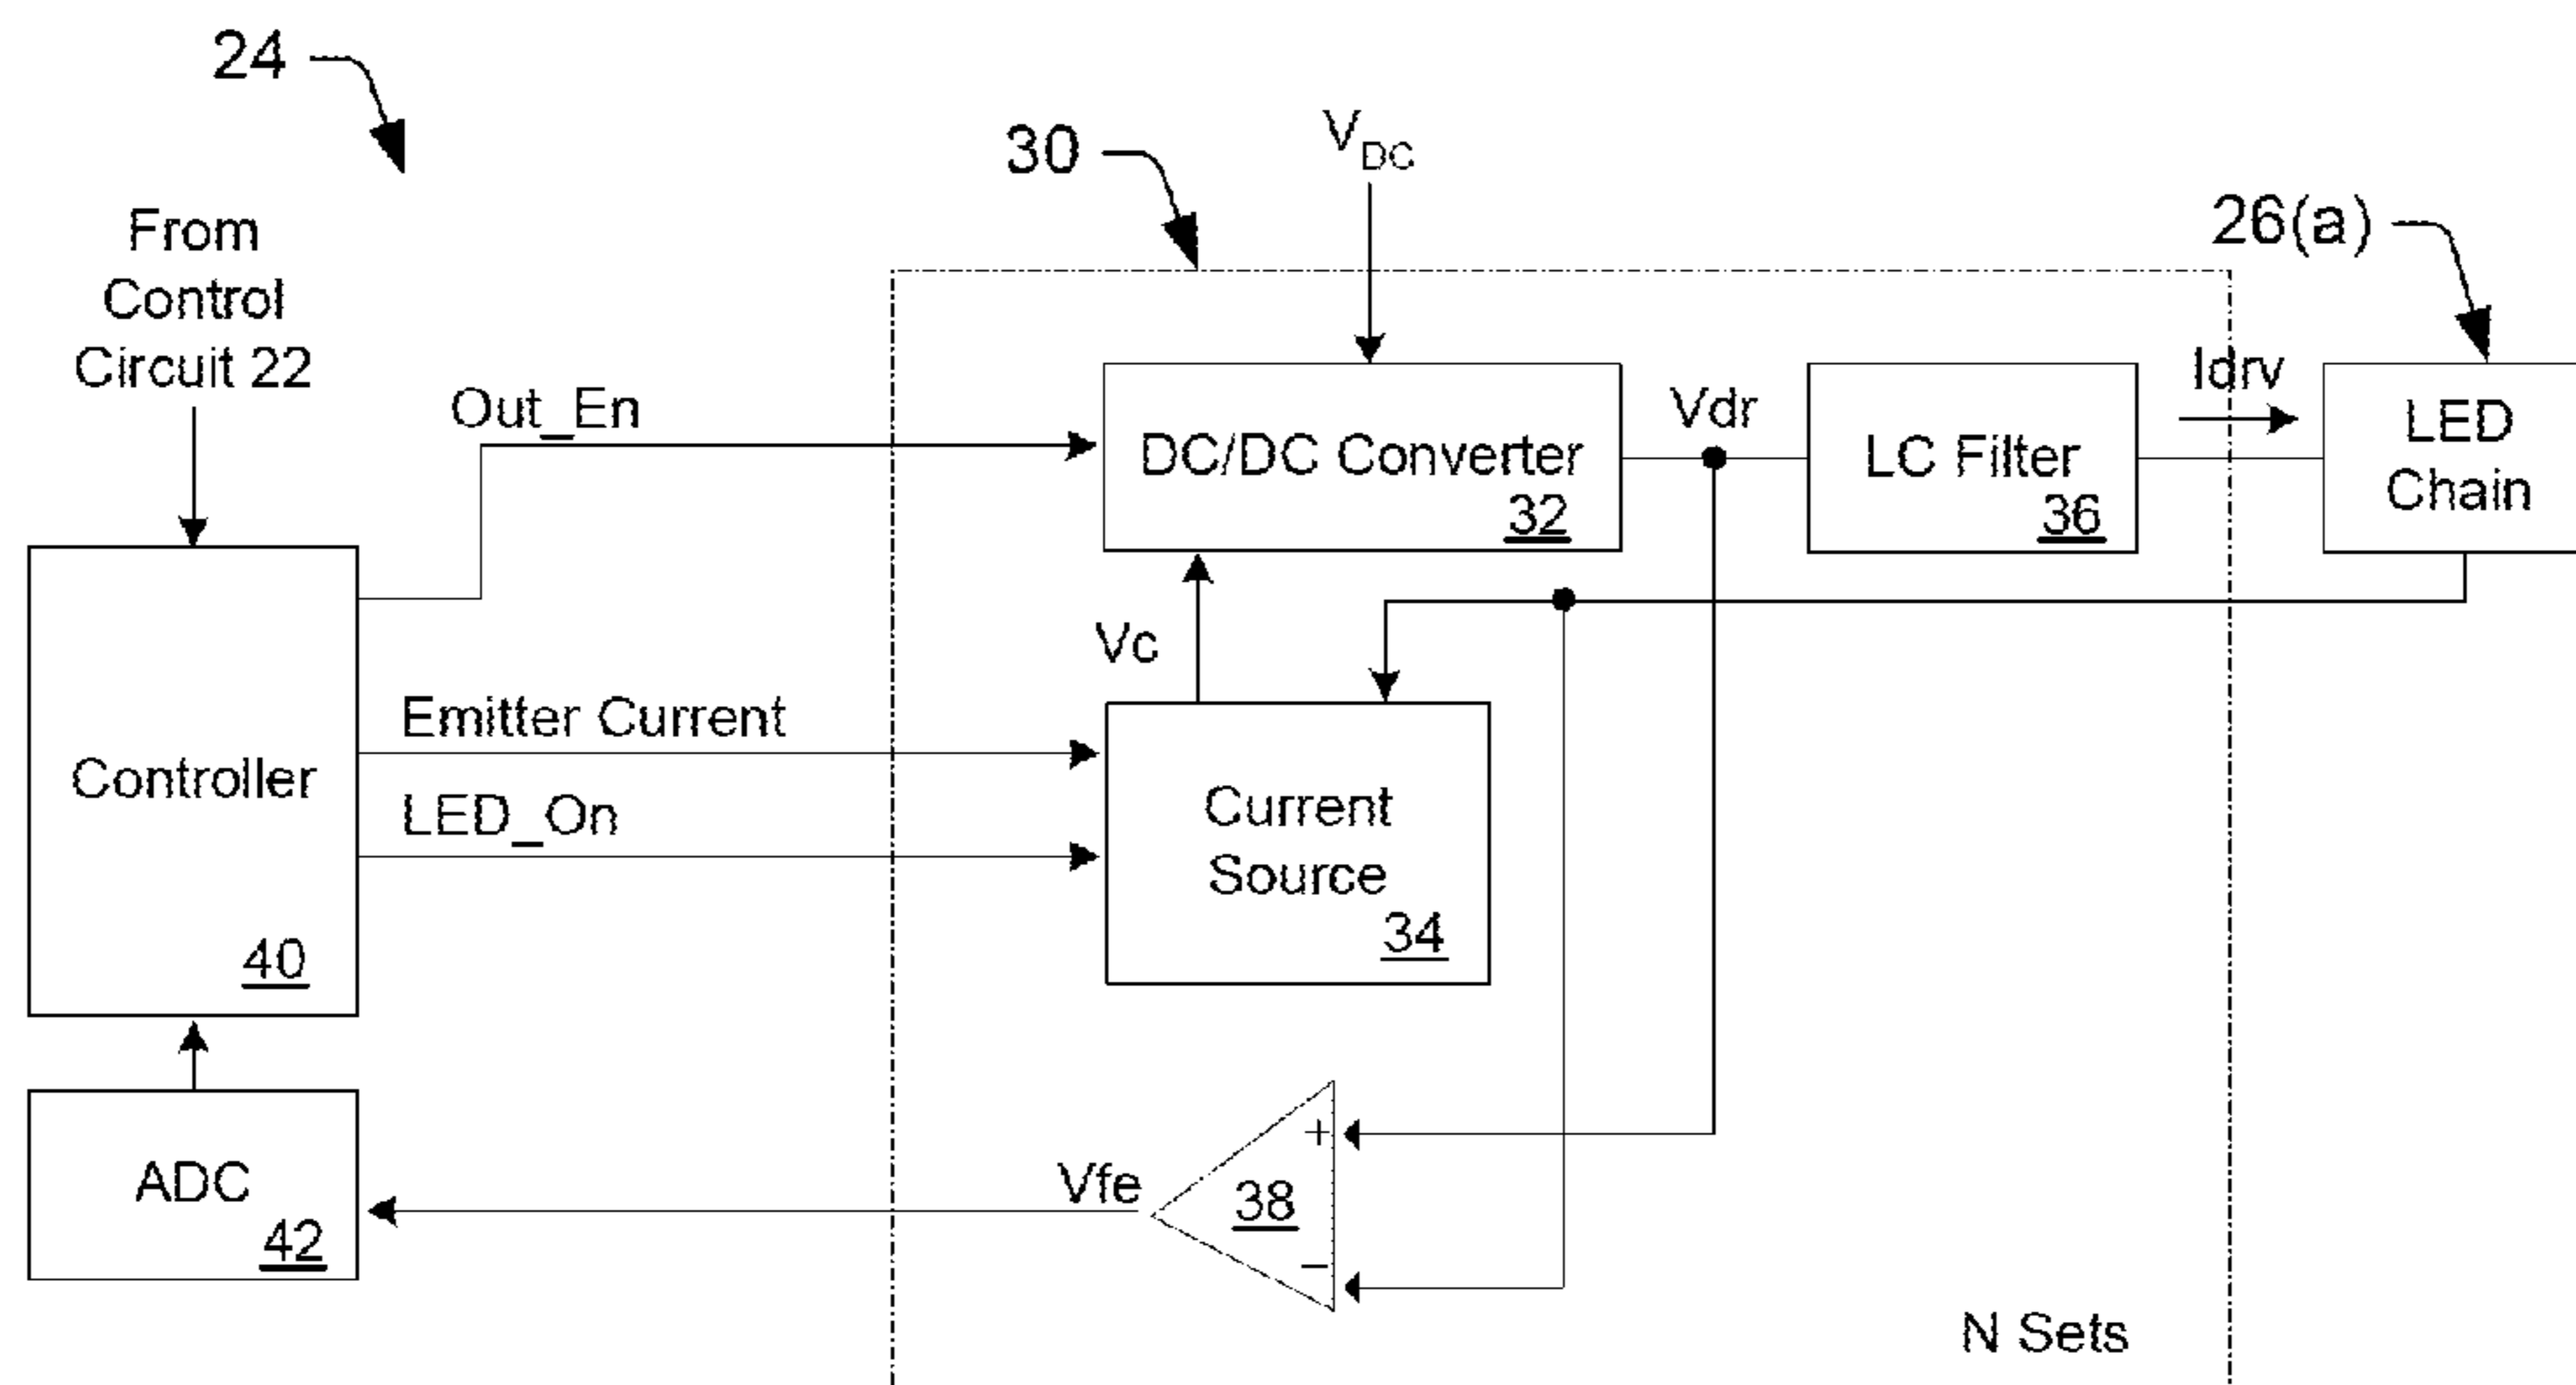 24
30
V_DC
26(a)
From
Control
Circuit 22
Out_En
DC/DC Converter
32
Vdr
LC Filter
36
Idrv
LED
Chain
Vc
Emitter Current
LED_On
Controller
40
Current
Source
34
ADC
42
Vfe
+
38
−
N Sets